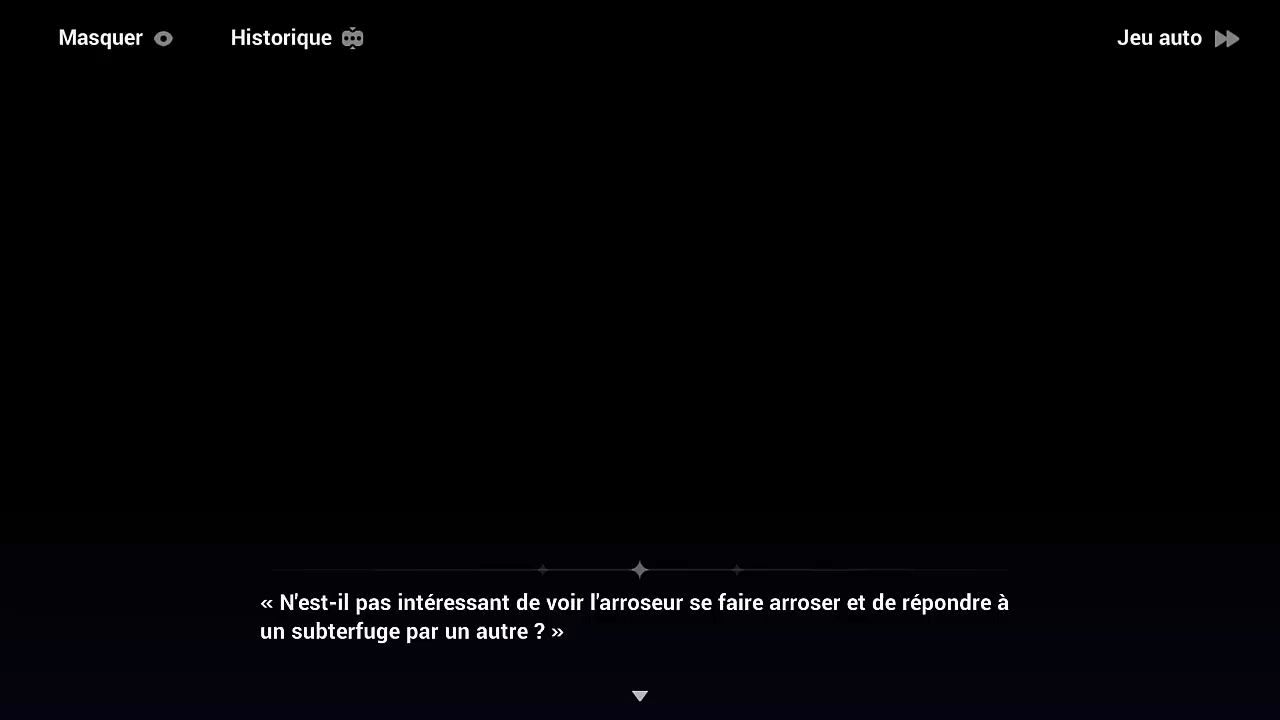 Masquer
Historique
Jeu auto
« N'est-il pas intéressant de voir l'arroseur se faire arroser et de répondre à
un subterfuge par un autre ? »